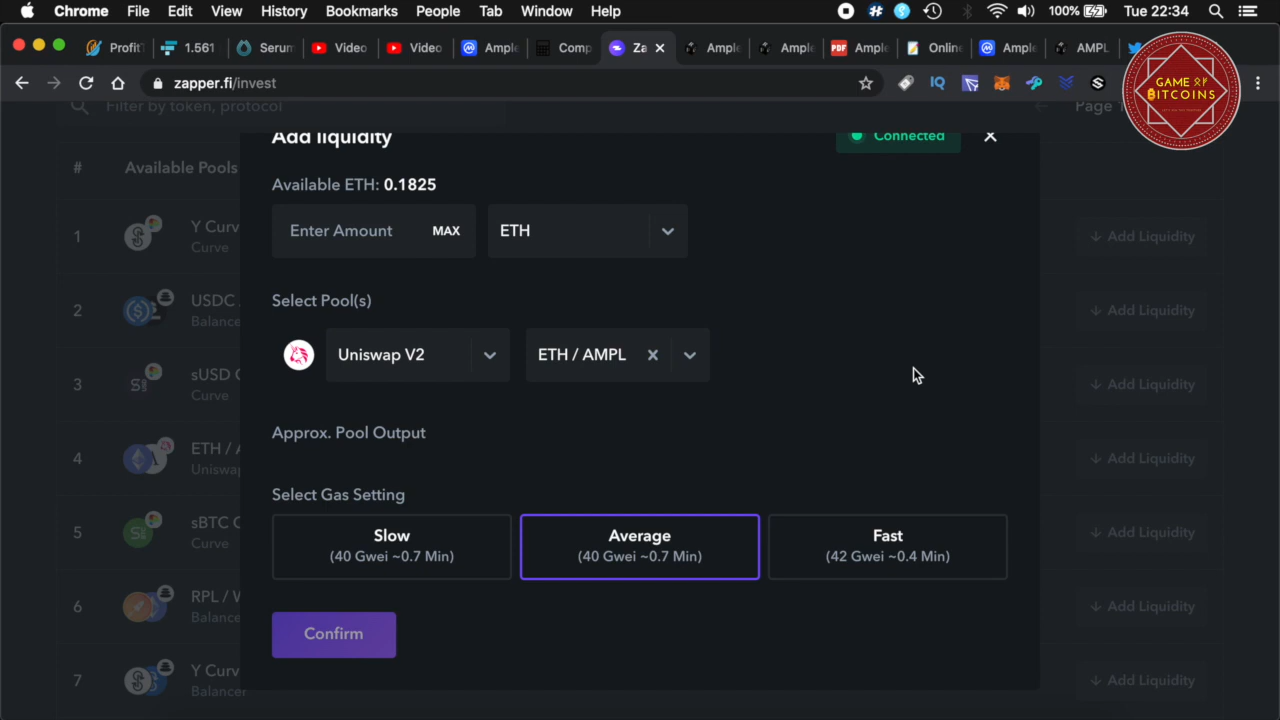 Chrome File Edit View History Bookmarks People Tab Window Help 100% Tue 22:34
Profit 1.561 Serum Video Video Ample Comp Za Ample Ample Ample Online Ample AMPL
zapper.fi/invest
GAME OF
BITCOINS
Filter by token, protocol
Page 1
Add liquidity
Connected
# Available Pools
Available ETH: 0.1825
Enter Amount MAX ETH
1 Y Curv
Curve
Add Liquidity
Select Pool(s)
2 USDC
Balance
Add Liquidity
Uniswap V2 ETH / AMPL
3 sUSD C
Curve
Add Liquidity
Approx. Pool Output
4 ETH / A
Uniswap
Add Liquidity
Select Gas Setting
5 sBTC C
Curve
Add Liquidity
Slow Average Fast
(40 Gwei ~0.7 Min) (40 Gwei ~0.7 Min) (42 Gwei ~0.4 Min)
6 RPL / W
Balance
Add Liquidity
Confirm
7 Y Curv
Balancer
Add Liquidity